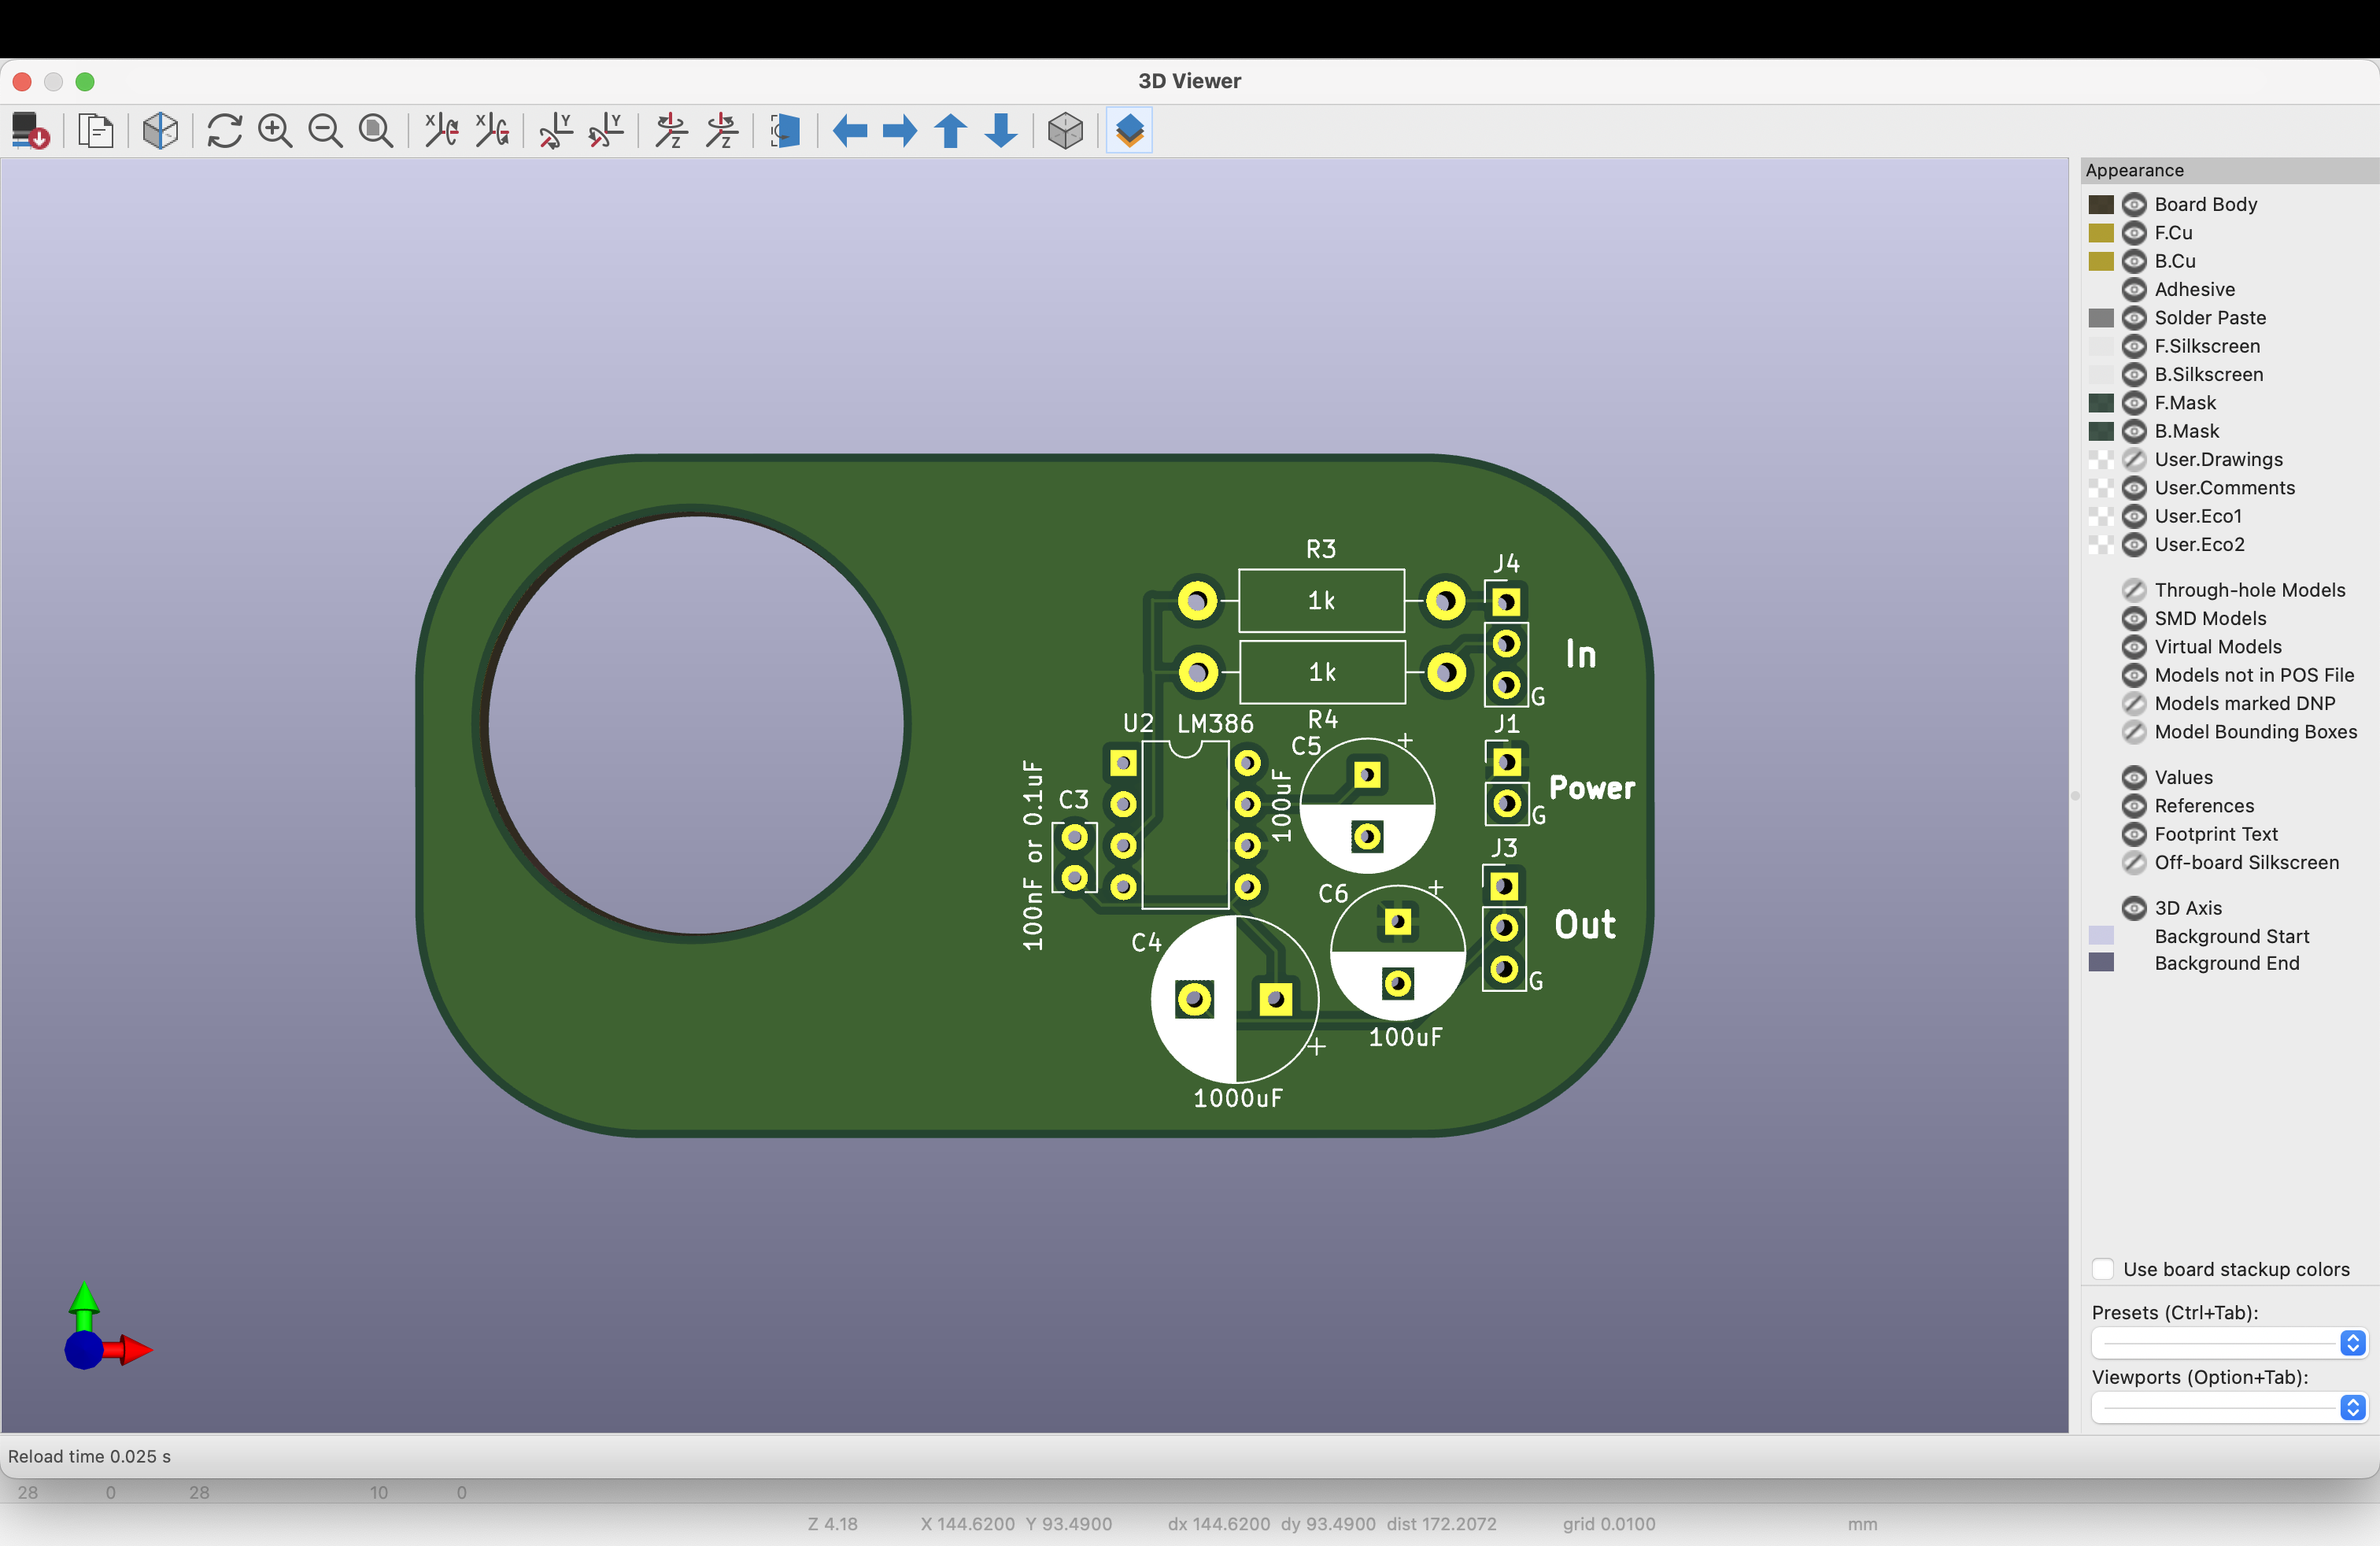 3D Viewer
X
X
Y
Y
Z
Z
Appearance
Board Body
F.Cu
B.Cu
Adhesive
Solder Paste
F.Silkscreen
B.Silkscreen
F.Mask
B.Mask
User.Drawings
User.Comments
User.Eco1
User.Eco2
Through-hole Models
SMD Models
Virtual Models
Models not in POS File
Models marked DNP
Model Bounding Boxes
Values
References
Footprint Text
Off-board Silkscreen
3D Axis
Background Start
Background End
Use board stackup colors
Presets (Ctrl+Tab):
Viewports (Option+Tab):
R3
1k
J4
In
1k
G
R4
U2 LM386
J1
C5
+
100uF
Power
G
C3
100nF or 0.1uF
J3
C6
+
Out
C4
G
+
100uF
1000uF
Reload time 0.025 s
28 0 28 10 0
Z 4.18 X 144.6200 Y 93.4900 dx 144.6200 dy 93.4900 dist 172.2072 grid 0.0100 mm